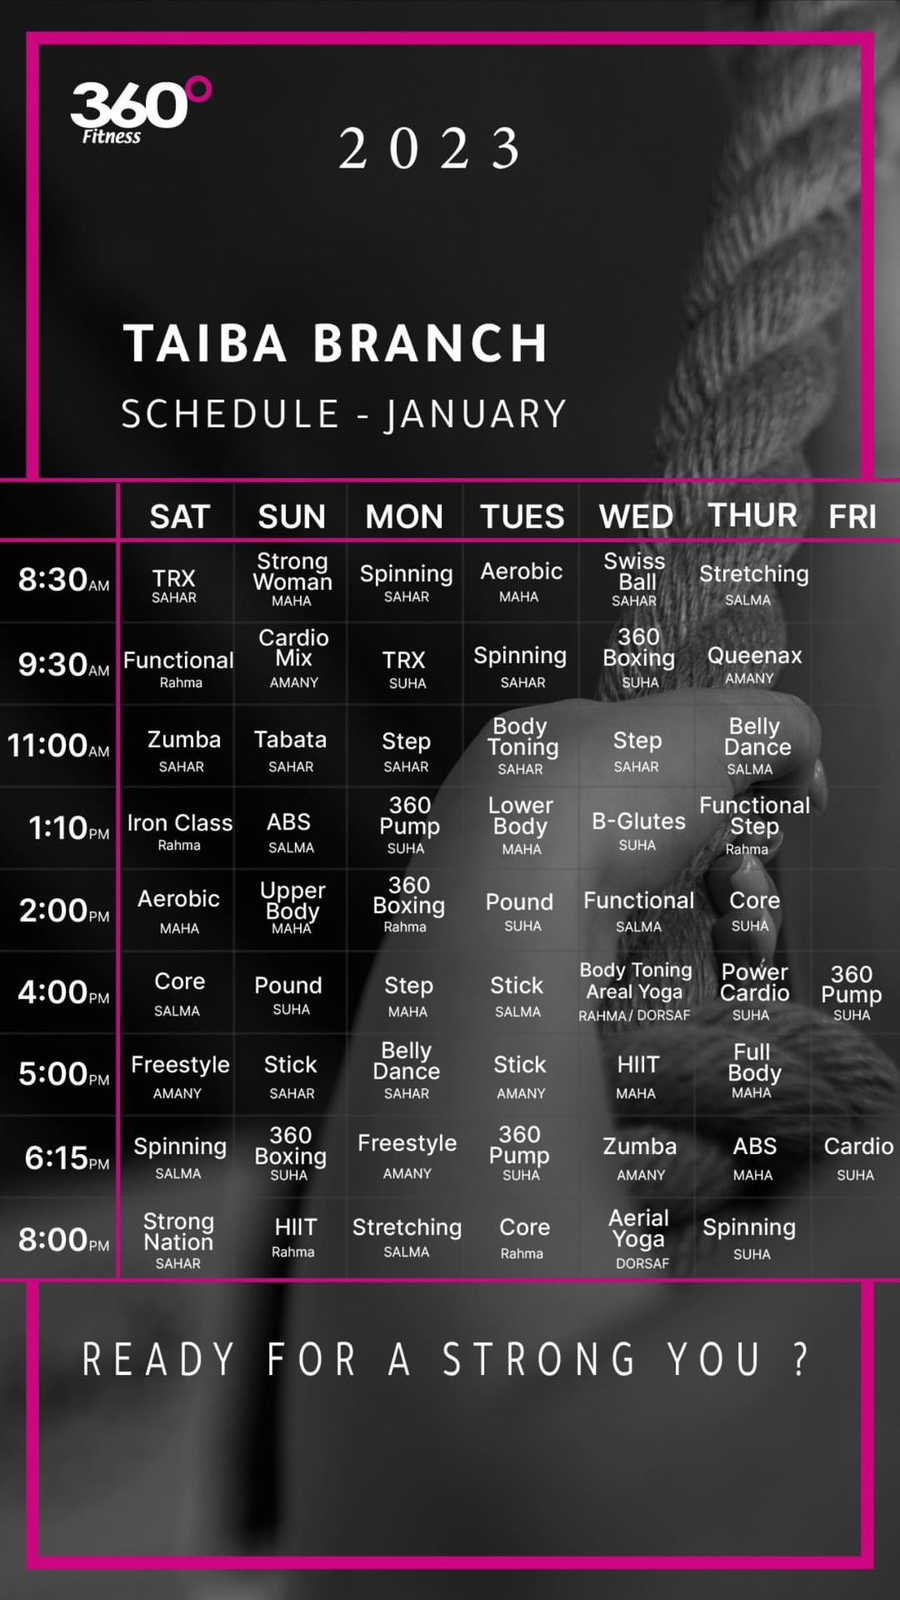 360°
Fitness
2023
TAIBA BRANCH
SCHEDULE - JANUARY
SAT SUN MON TUES WED THUR FRI
8:30AM
TRX
SAHAR
Strong
Woman
MAHA
Spinning
SAHAR
Aerobic
MAHA
Swiss
Ball
SAHAR
Stretching
SALMA
9:30AM
Functional
Rahma
Cardio
Mix
AMANY
TRX
SUHA
Spinning
SAHAR
360
Boxing
SUHA
Queenax
AMANY
11:00AM
Zumba
SAHAR
Tabata
SAHAR
Step
SAHAR
Body
Toning
SAHAR
Step
SAHAR
Belly
Dance
SALMA
1:10PM
Iron Class
Rahma
ABS
SALMA
360
Pump
SUHA
Lower
Body
MAHA
B-Glutes
SUHA
Functional
Step
Rahma
2:00PM
Aerobic
MAHA
Upper
Body
MAHA
360
Boxing
Rahma
Pound
SUHA
Functional
SALMA
Core
SUHA
4:00PM
Core
SALMA
Pound
SUHA
Step
MAHA
Stick
SALMA
Body Toning
Areal Yoga
RAHMA/ DORSAF
Power
Cardio
SUHA
360
Pump
SUHA
5:00PM
Freestyle
AMANY
Stick
SAHAR
Belly
Dance
SAHAR
Stick
AMANY
HIIT
MAHA
Full
Body
MAHA
6:15PM
Spinning
SALMA
360
Boxing
SUHA
Freestyle
AMANY
360
Pump
SUHA
Zumba
AMANY
ABS
MAHA
Cardio
SUHA
8:00PM
Strong
Nation
SAHAR
HIIT
Rahma
Stretching
SALMA
Core
Rahma
Aerial
Yoga
DORSAF
Spinning
SUHA
READY FOR A STRONG YOU ?